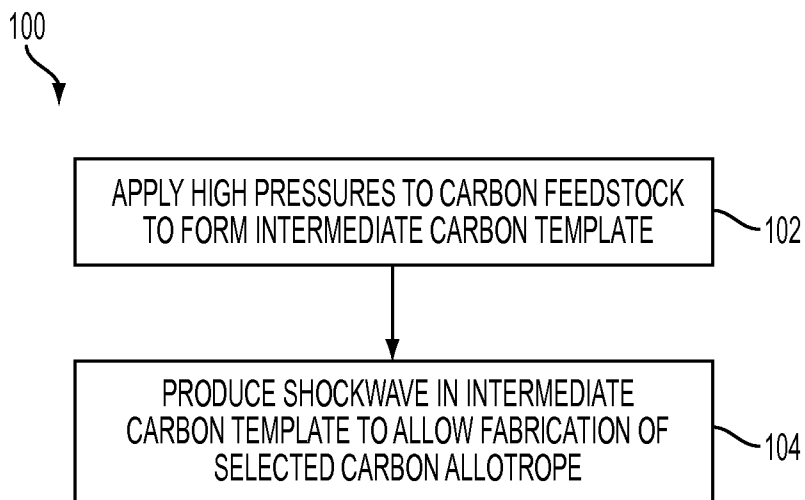 100
APPLY HIGH PRESSURES TO CARBON FEEDSTOCK
TO FORM INTERMEDIATE CARBON TEMPLATE
102
PRODUCE SHOCKWAVE IN INTERMEDIATE
CARBON TEMPLATE TO ALLOW FABRICATION OF
SELECTED CARBON ALLOTROPE
104